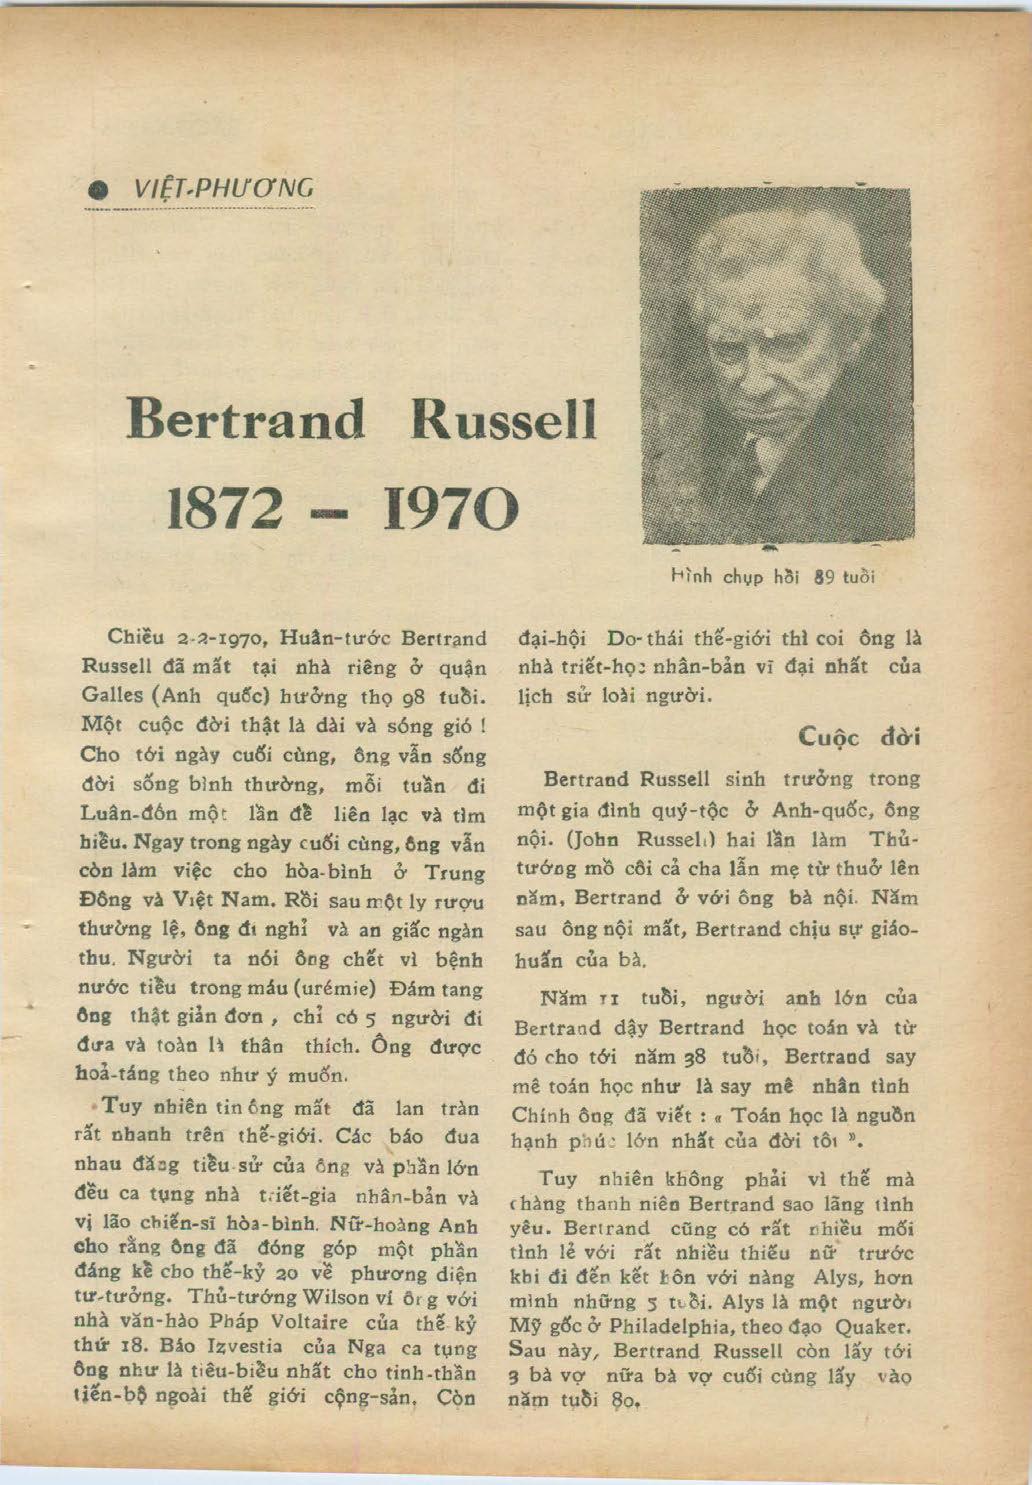 ● VIỆT-PHƯƠNG
Bertrand Russell
1872 – 1970
Hình chụp hồi 89 tuổi
Chiều 2-2-1970, Huân-tước Bertrand
Russell đã mất tại nhà riêng ở quận
Galles (Anh quốc) hưởng thọ 98 tuổi.
Một cuộc đời thật là dài và sóng gió !
Cho tới ngày cuối cùng, ông vẫn sống
đời sống bình thường, mỗi tuần đi
Luân-đôn một lần để liên lạc và tìm
hiểu. Ngay trong ngày cuối cùng, ông vẫn
còn làm việc cho hòa-bình ở Trung
Đông và Việt Nam. Rồi sau một ly rượu
thường lệ, ông đi nghỉ và an giấc ngàn
thu. Người ta nói ông chết vì bệnh
nước tiểu trong máu (urémie) Đám tang
ông thật giản đơn , chỉ có 5 người đi
đưa và toàn là thân thích. Ông được
hoả-táng theo như ý muốn.
Tuy nhiên tin ông mất đã lan tràn
rất nhanh trên thế-giới. Các báo đua
nhau đăng tiểu-sử của ông và phần lớn
đều ca tụng nhà triết-gia nhân-bản và
vị lão chiến-sĩ hòa-bình. Nữ-hoàng Anh
cho rằng ông đã đóng góp một phần
đáng kể cho thế-kỷ 20 về phương diện
tư-tưởng. Thủ-tướng Wilson ví ông với
nhà văn-hào Pháp Voltaire của thế kỷ
thứ 18. Báo Izvestia của Nga ca tụng
ông như là tiêu-biểu nhất cho tinh-thần
tiến-bộ ngoài thế giới cộng-sản. Còn
đại-hội Do-thái thế-giới thì coi ông là
nhà triết-học nhân-bản vĩ đại nhất của
lịch sử loài người.
Cuộc đời
Bertrand Russell sinh trưởng trong
một gia đình quý-tộc ở Anh-quốc, ông
nội. (John Russell) hai lần làm Thủ-
tướng mồ côi cả cha lẫn mẹ từ thuở lên
năm, Bertrand ở với ông bà nội. Năm
sau ông nội mất, Bertrand chịu sự giáo-
huấn của bà.
Năm 11 tuổi, người anh lớn của
Bertrand dậy Bertrand học toán và từ
đó cho tới năm 38 tuổi, Bertrand say
mê toán học như là say mê nhân tình
Chính ông đã viết : « Toán học là nguồn
hạnh phúc lớn nhất của đời tôi ».
Tuy nhiên không phải vì thế mà
chàng thanh niên Bertrand sao lãng tình
yêu. Bertrand cũng có rất nhiều mối
tình lẻ với rất nhiều thiếu nữ trước
khi đi đến kết hôn với nàng Alys, hơn
mình những 5 tuổi. Alys là một người
Mỹ gốc ở Philadelphia, theo đạo Quaker.
Sau này, Bertrand Russell còn lấy tới
3 bà vợ nữa bà vợ cuối cùng lấy vào
năm tuổi 80.